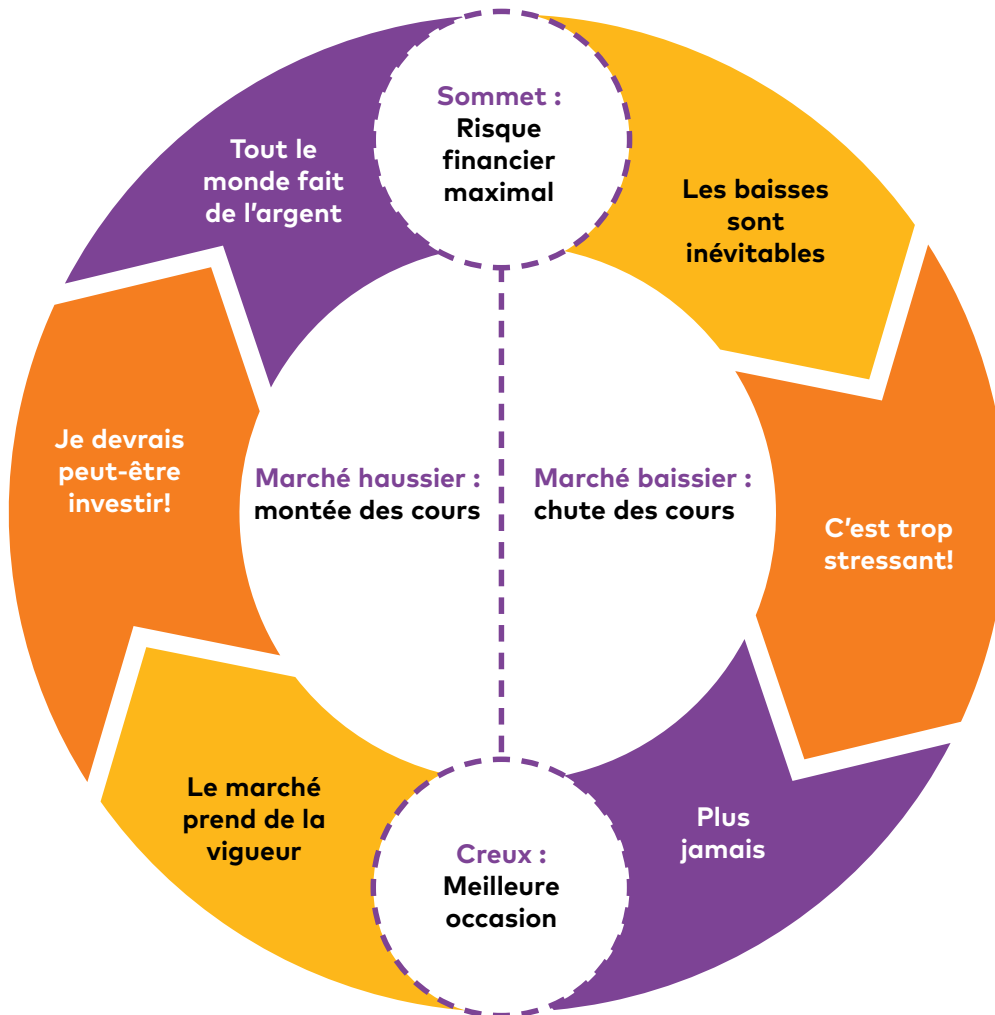 Sommet :
Risque
financier
maximal
Les baisses
sont
inévitables
C'est trop
stressant!
Plus
jamais
Creux :
Meilleure
occasion
Le marché
prend de la
vigueur
Je devrais
peut-être
investir!
Tout le
monde fait
de l'argent
Marché haussier :
montée des cours
Marché baissier :
chute des cours